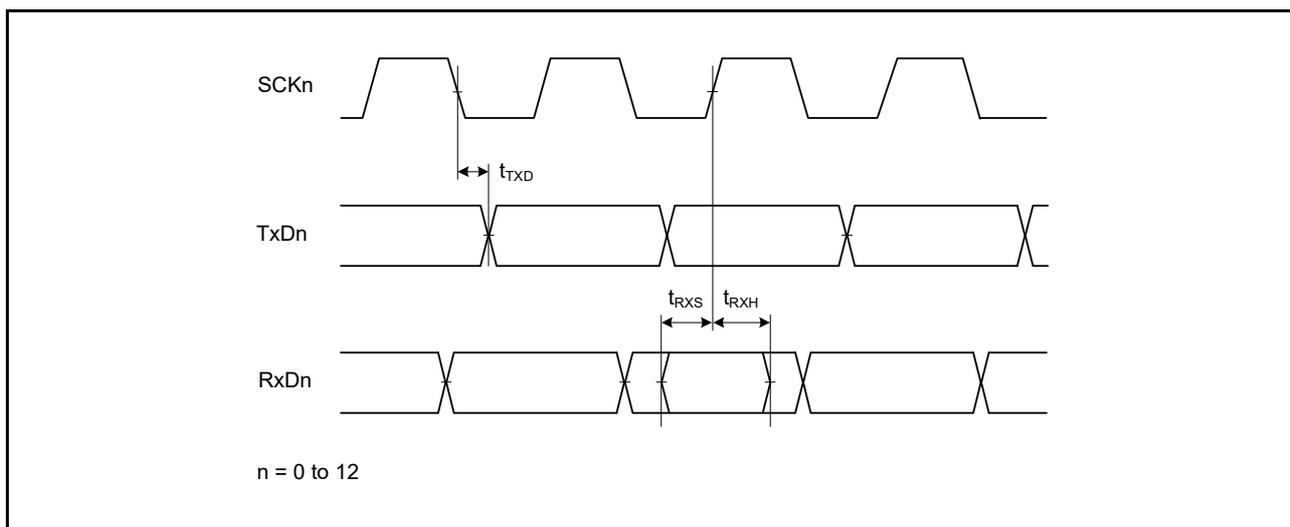 SCKn
tTXD
TxDn
tRXS tRXH
RxDn
n = 0 to 12